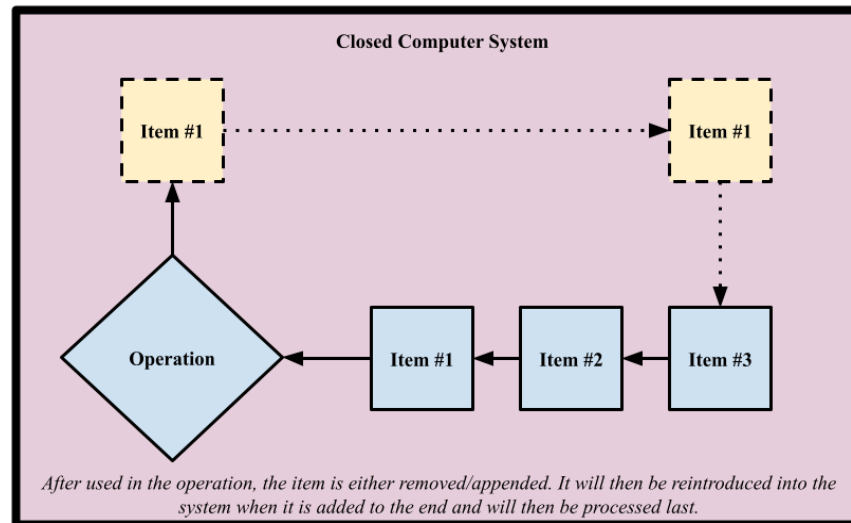 Closed Computer System
Item #1
Item #1
Operation
Item #1
Item #2
Item #3
After used in the operation, the item is either removed/appended. It will then be reintroduced into the
system when it is added to the end and will then be processed last.